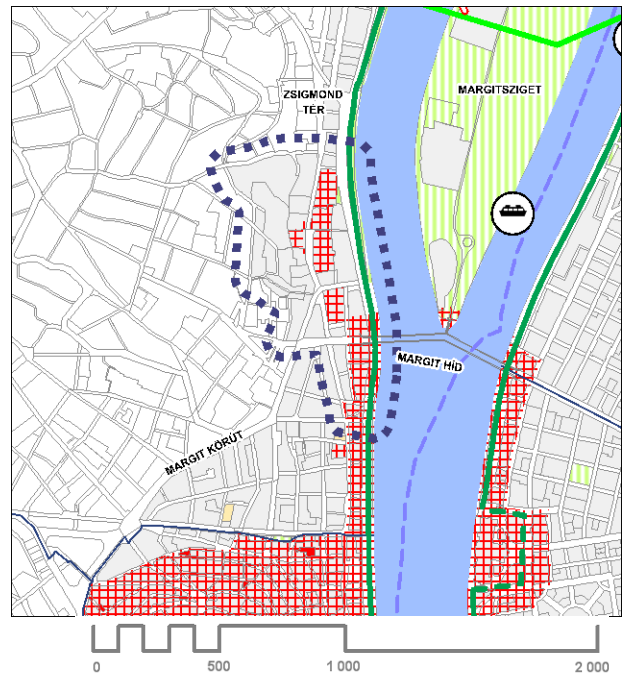 ZSIGMOND
TÉR
MARGITSZIGET
MARGIT HÍD
MARGIT KÖRÚT
0 500 1 000 2 000